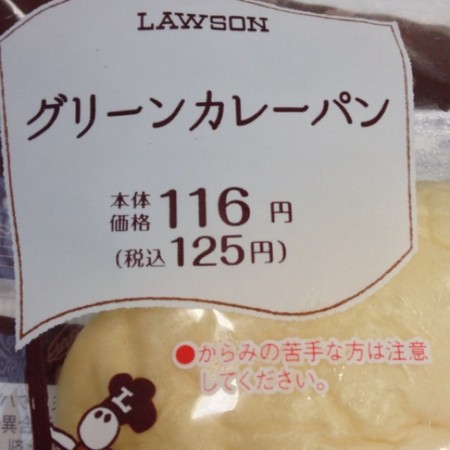 LAWSON
グリーンカレーパン
本体
価格 116 円
(税込 125円)
●からみの苦手な方は注意
してください。